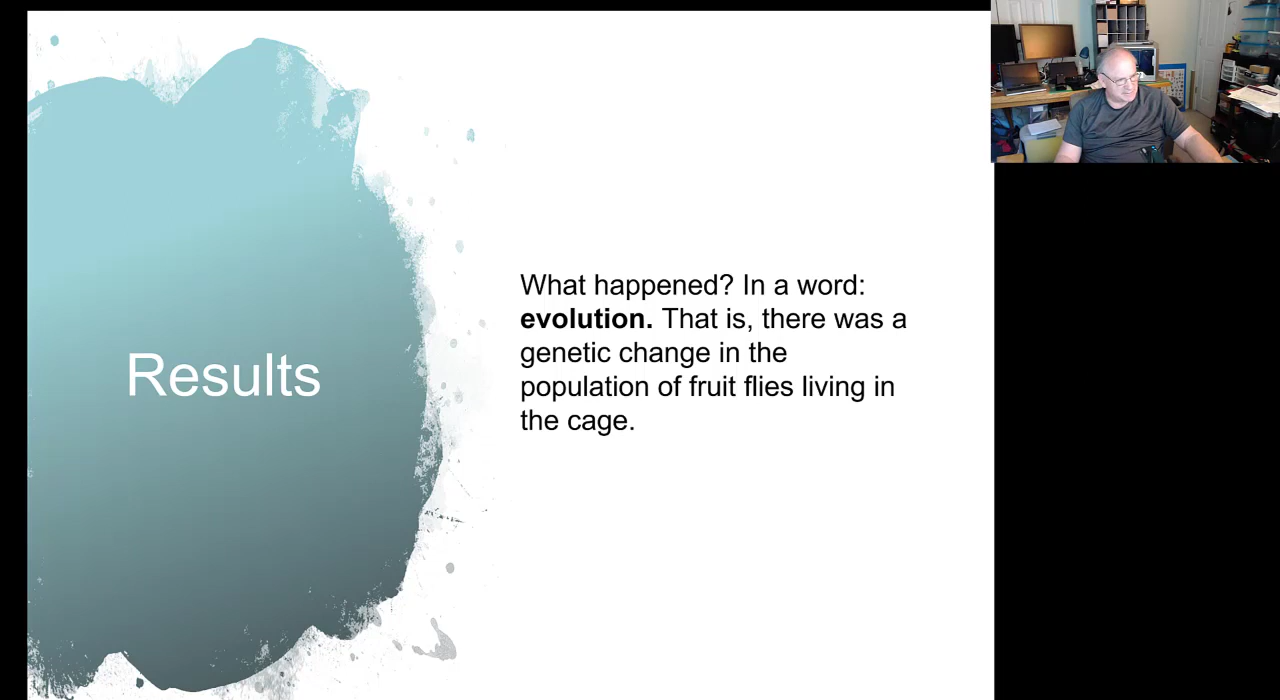 Results
What happened? In a word:
evolution. That is, there was a
genetic change in the
population of fruit flies living in
the cage.